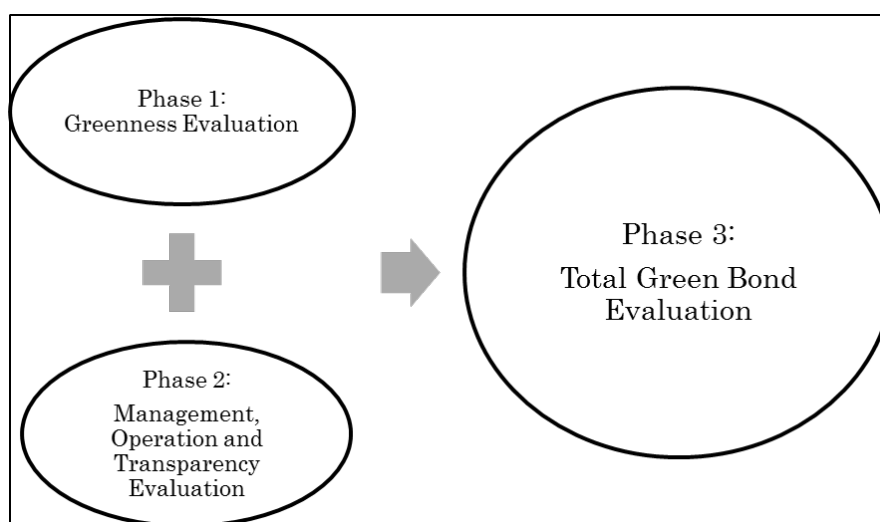 Phase 1:
Greenness Evaluation
Phase 2:
Management,
Operation and
Transparency
Evaluation
Phase 3:
Total Green Bond
Evaluation